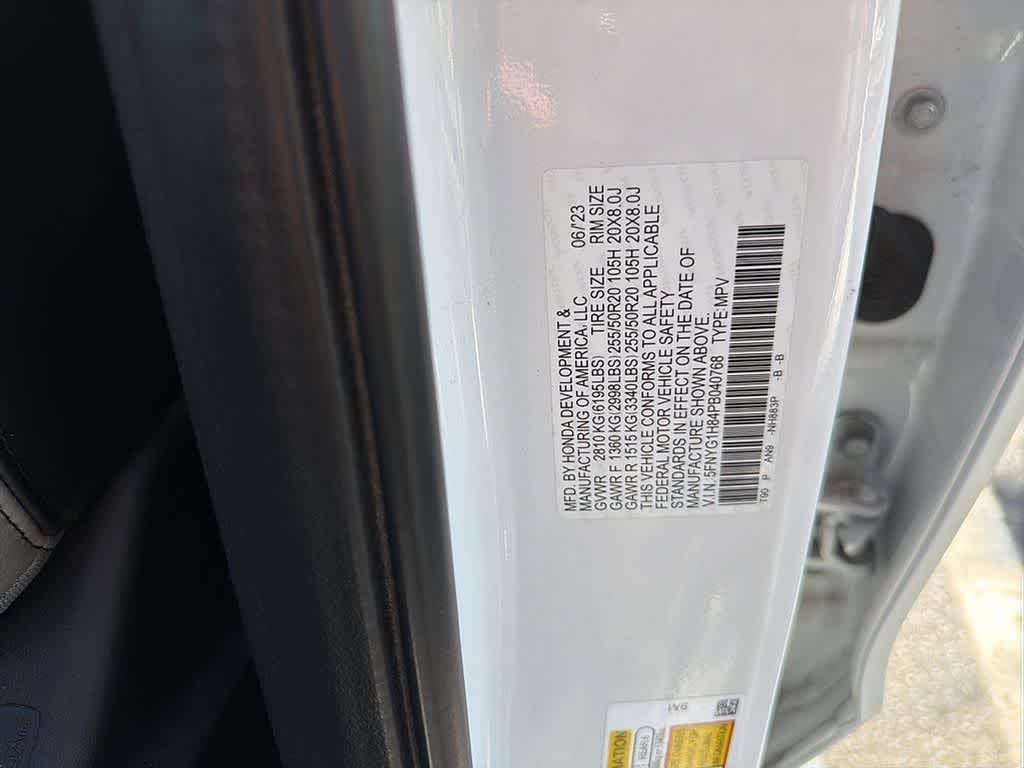 MFD. BY HONDA DEVELOPMENT &
MANUFACTURING OF AMERICA, LLC 06/23
GVWR 2810 KG(6195LBS) TIRE SIZE RIM SIZE
GAWR F 1360 KG(2998LBS) 255/50R20 105H 20X8.0J
GAWR R 1515 KG(3340LBS) 255/50R20 105H 20X8.0J
THIS VEHICLE CONFORMS TO ALL APPLICABLE
FEDERAL MOTOR VEHICLE SAFETY
STANDARDS IN EFFECT ON THE DATE OF
MANUFACTURE SHOWN ABOVE.
V.I.N.:5FNYG1H84PB040768 TYPE:MPV
T90 P AN9 -NH883P -B -B